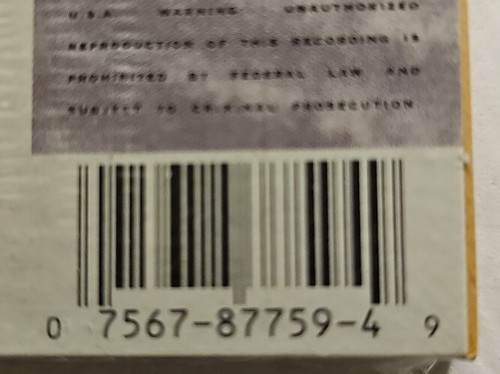 U.S.A. WARNING: UNAUTHORIZED
REPRODUCTION OF THIS RECORDING IS
PROHIBITED BY FEDERAL LAW AND
SUBJECT TO CRIMINAL PROSECUTION.
0 7567-87759-4 9